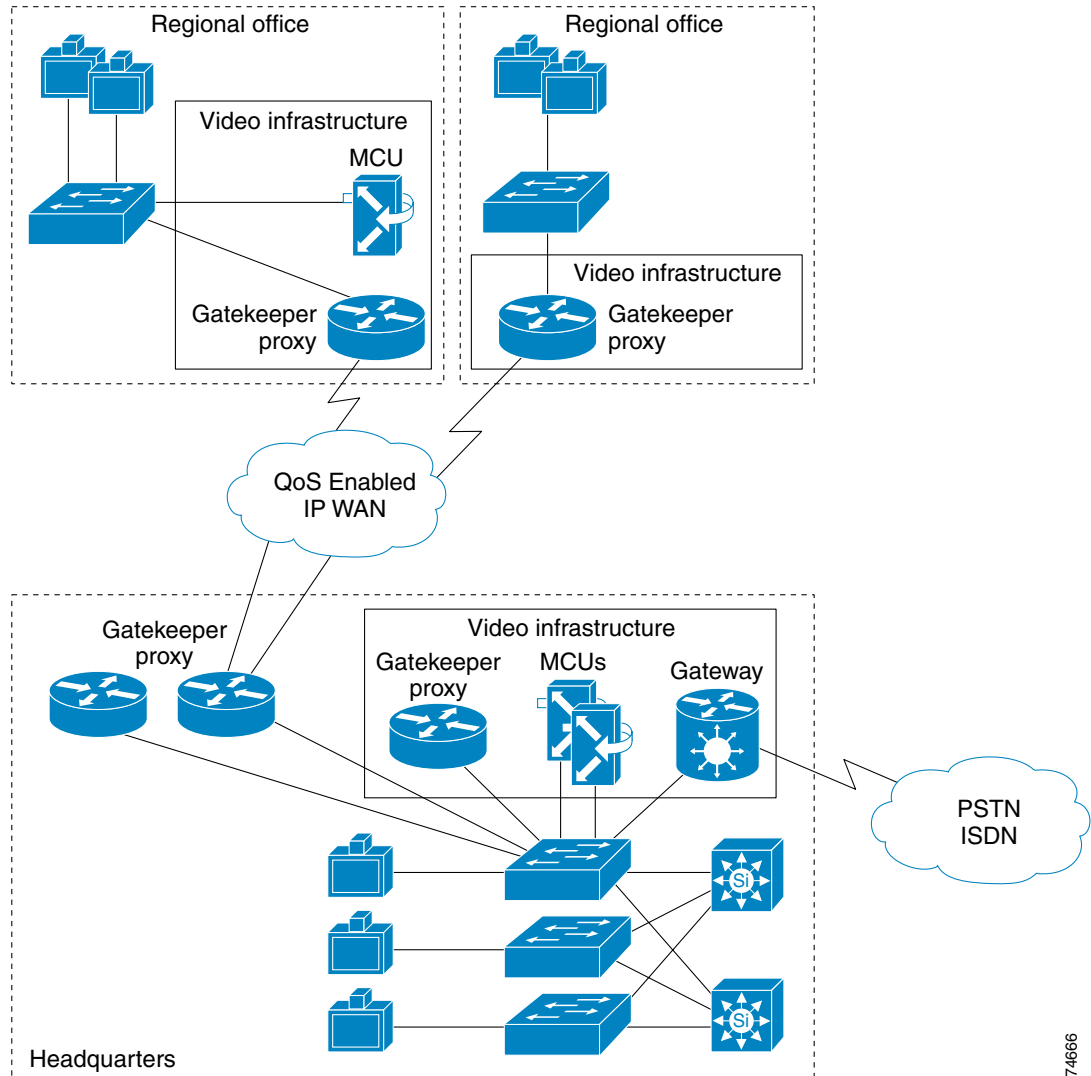 Regional office
Video infrastructure
MCU
Gatekeeper
proxy
Regional office
Video infrastructure
Gatekeeper
proxy
QoS Enabled
IP WAN
Gatekeeper
proxy
Video infrastructure
Gatekeeper
proxy
MCUs
Gateway
PSTN
ISDN
Si
Si
Headquarters
74666